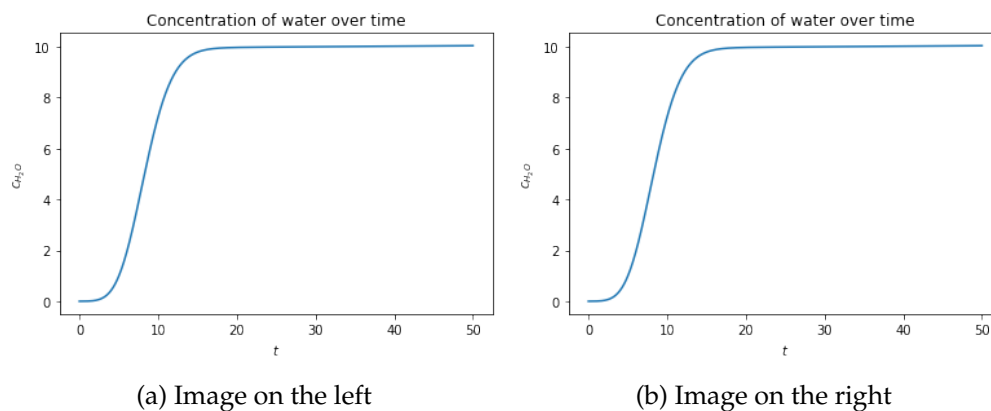 Concentration of water over time
10
8
6
4
2
0
c_{H_2O}
0 10 20 30 40 50
t
(a) Image on the left
Concentration of water over time
10
8
6
4
2
0
c_{H_2O}
0 10 20 30 40 50
t
(b) Image on the right